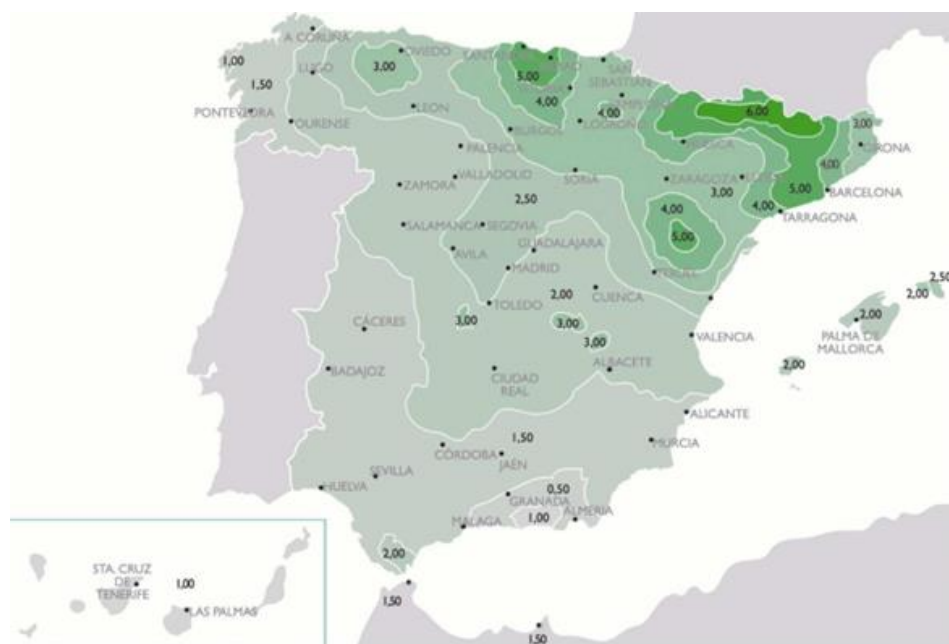 A CORUÑA
OVIEDO
1,00
LUGO
3,00
SAN
SEBASTIÁN
5,00
1,50
4,00
4,00
6,00
PONTEVEDRA
LEON
LOGROÑO
3,00
OURENSE
BURGOS
HUESCA
GIRONA
PALENCIA
4,00
VALLADOLID
SORIA
ZARAGOZA
3,00
5,00
BARCELONA
ZAMORA
2,50
4,00
4,00
TARRAGONA
SALAMANCA
SEGOVIA
5,00
GUADALAJARA
AVILA
MADRID
TERUEL
2,50
2,00
CUENCA
2,00
TOLEDO
3,00
3,00
2,00
CÁCERES
3,00
VALENCIA
PALMA DE
MALLORCA
BADAJOZ
ALBACETE
2,00
CIUDAD
REAL
ALICANTE
1,50
MURCIA
CÓRDOBA
JAÉN
SEVILLA
HUELVA
0,50
GRANADA
MALAGA
1,00
ALMERIA
2,00
STA. CRUZ
DE
TENERIFE
1,00
LAS PALMAS
1,50
1,50